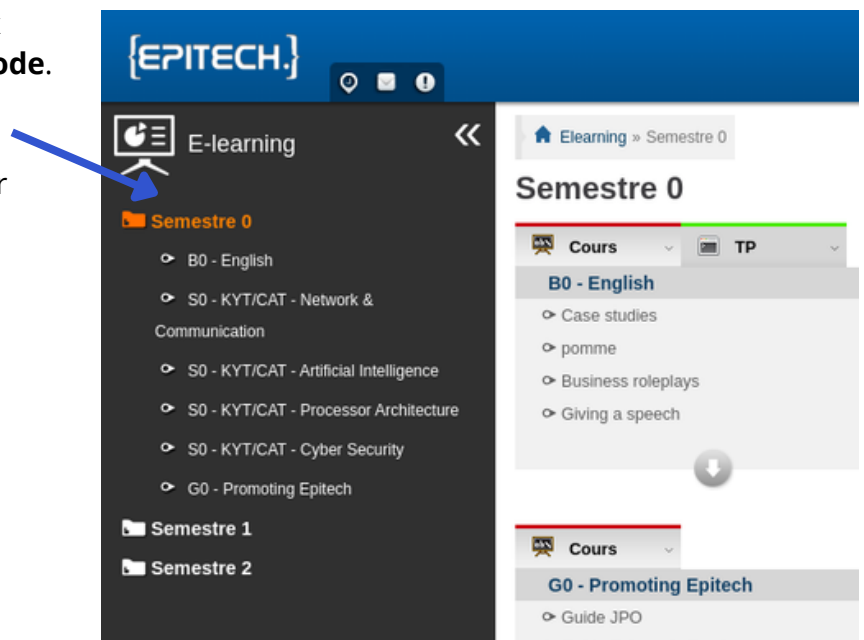 ode.
r
{EPITECH.}
E-learning
Semestre 0
B0 - English
S0 - KYT/CAT - Network &
Communication
S0 - KYT/CAT - Artificial Intelligence
S0 - KYT/CAT - Processor Architecture
S0 - KYT/CAT - Cyber Security
G0 - Promoting Epitech
Semestre 1
Semestre 2
Elearning » Semestre 0
Semestre 0
Cours
TP
B0 - English
Case studies
pomme
Business roleplays
Giving a speech
Cours
G0 - Promoting Epitech
Guide JPO